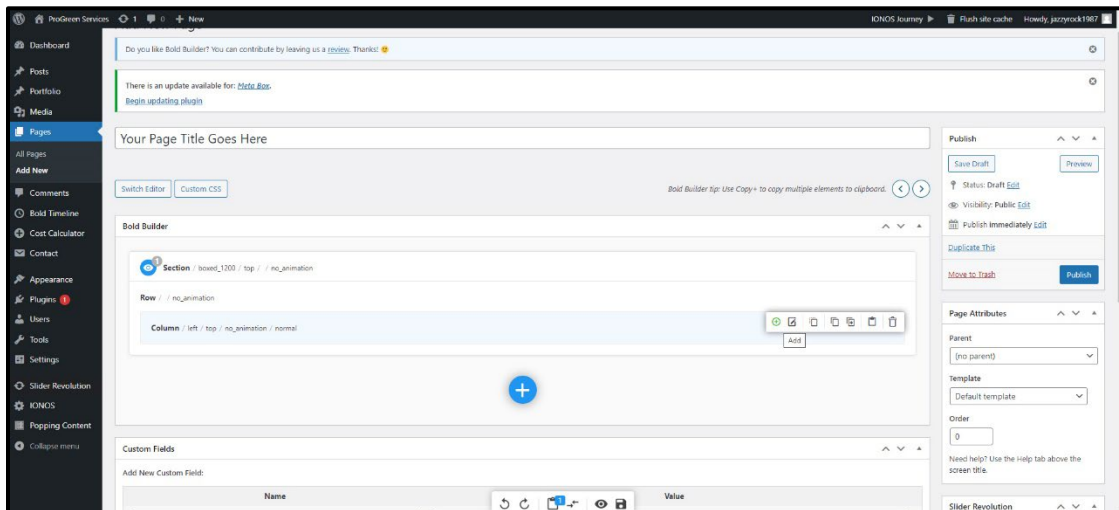 ProGreen Services 1 0 New
IONOS Journey Flush site cache Howdy, jazzyrock1987
Dashboard
Posts
Portfolio
Media
Pages
All Pages
Add New
Comments
Bold Timeline
Cost Calculator
Contact
Appearance
Plugins 1
Users
Tools
Settings
Slider Revolution
IONOS
Popping Content
Collapse menu
Do you like Bold Builder? You can contribute by leaving us a review. Thanks!
There is an update available for: Meta Box.
Begin updating plugin
Your Page Title Goes Here
Switch Editor Custom CSS
Bold Builder tip: Use Copy+ to copy multiple elements to clipboard.
Bold Builder
1
Section / boxed_1200 / top / / no_animation
Row / / no_animation
Column / left / top / no_animation / normal
Add
Custom Fields
Add New Custom Field:
Name Value
1
Publish
Save Draft Preview
Status: Draft Edit
Visibility: Public Edit
Publish immediately Edit
Duplicate This
Move to Trash Publish
Page Attributes
Parent
(no parent)
Template
Default template
Order
0
Need help? Use the Help tab above the
screen title.
Slider Revolution